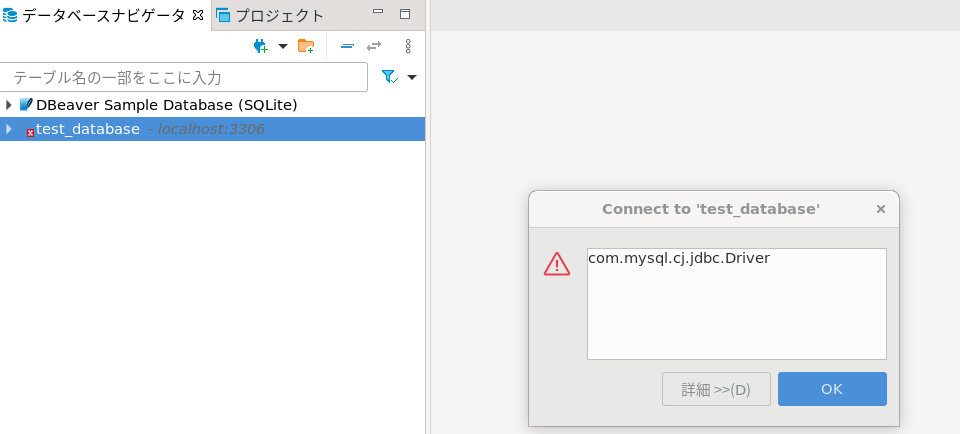 データベースナビゲータ
プロジェクト
テーブル名の一部をここに入力
DBeaver Sample Database (SQLite)
test_database - localhost:3306
Connect to 'test_database'
com.mysql.cj.jdbc.Driver
詳細 >>(D)
OK